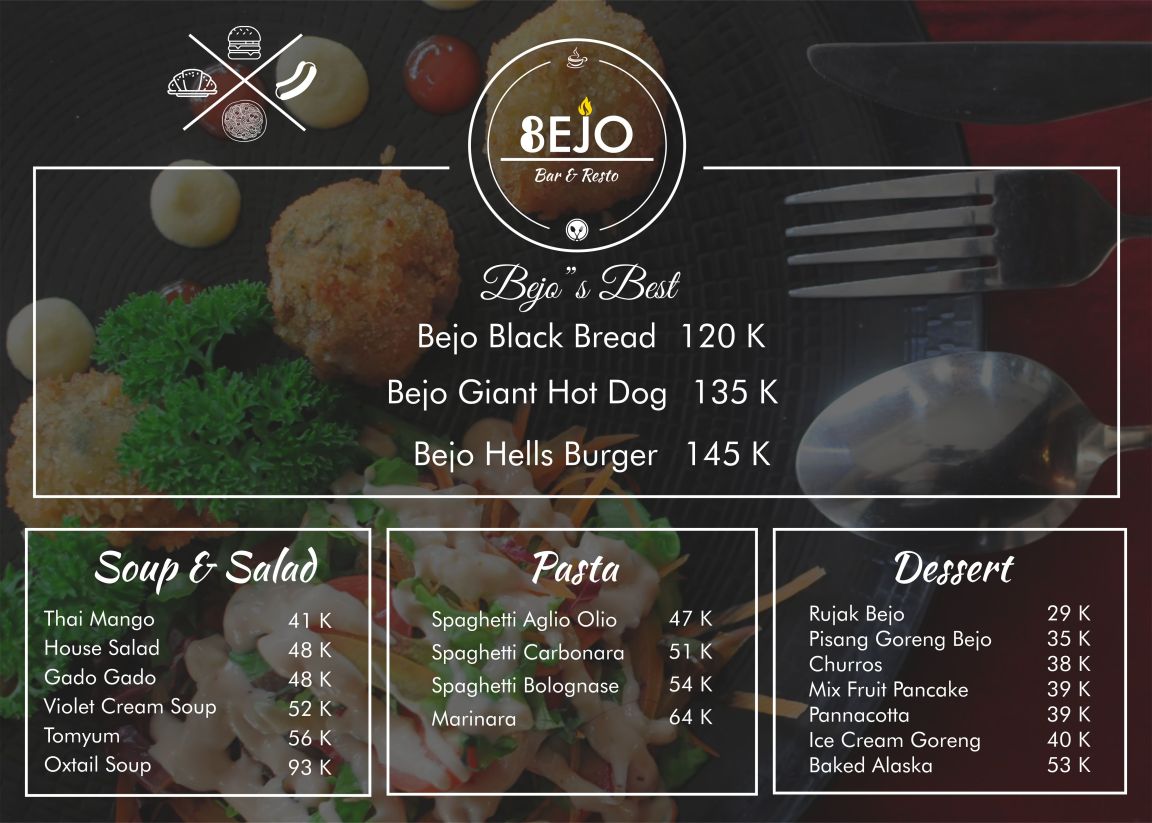 BEJO
Bar & Resto
Bejo"s Best
Bejo Black Bread 120 K
Bejo Giant Hot Dog 135 K
Bejo Hells Burger 145 K
Soup & Salad
Thai Mango 41 K
House Salad 48 K
Gado Gado 48 K
Violet Cream Soup 52 K
Tomyum 56 K
Oxtail Soup 93 K
Pasta
Spaghetti Aglio Olio 47 K
Spaghetti Carbonara 51 K
Spaghetti Bolognase 54 K
Marinara 64 K
Dessert
Rujak Bejo 29 K
Pisang Goreng Bejo 35 K
Churros 38 K
Mix Fruit Pancake 39 K
Pannacotta 39 K
Ice Cream Goreng 40 K
Baked Alaska 53 K